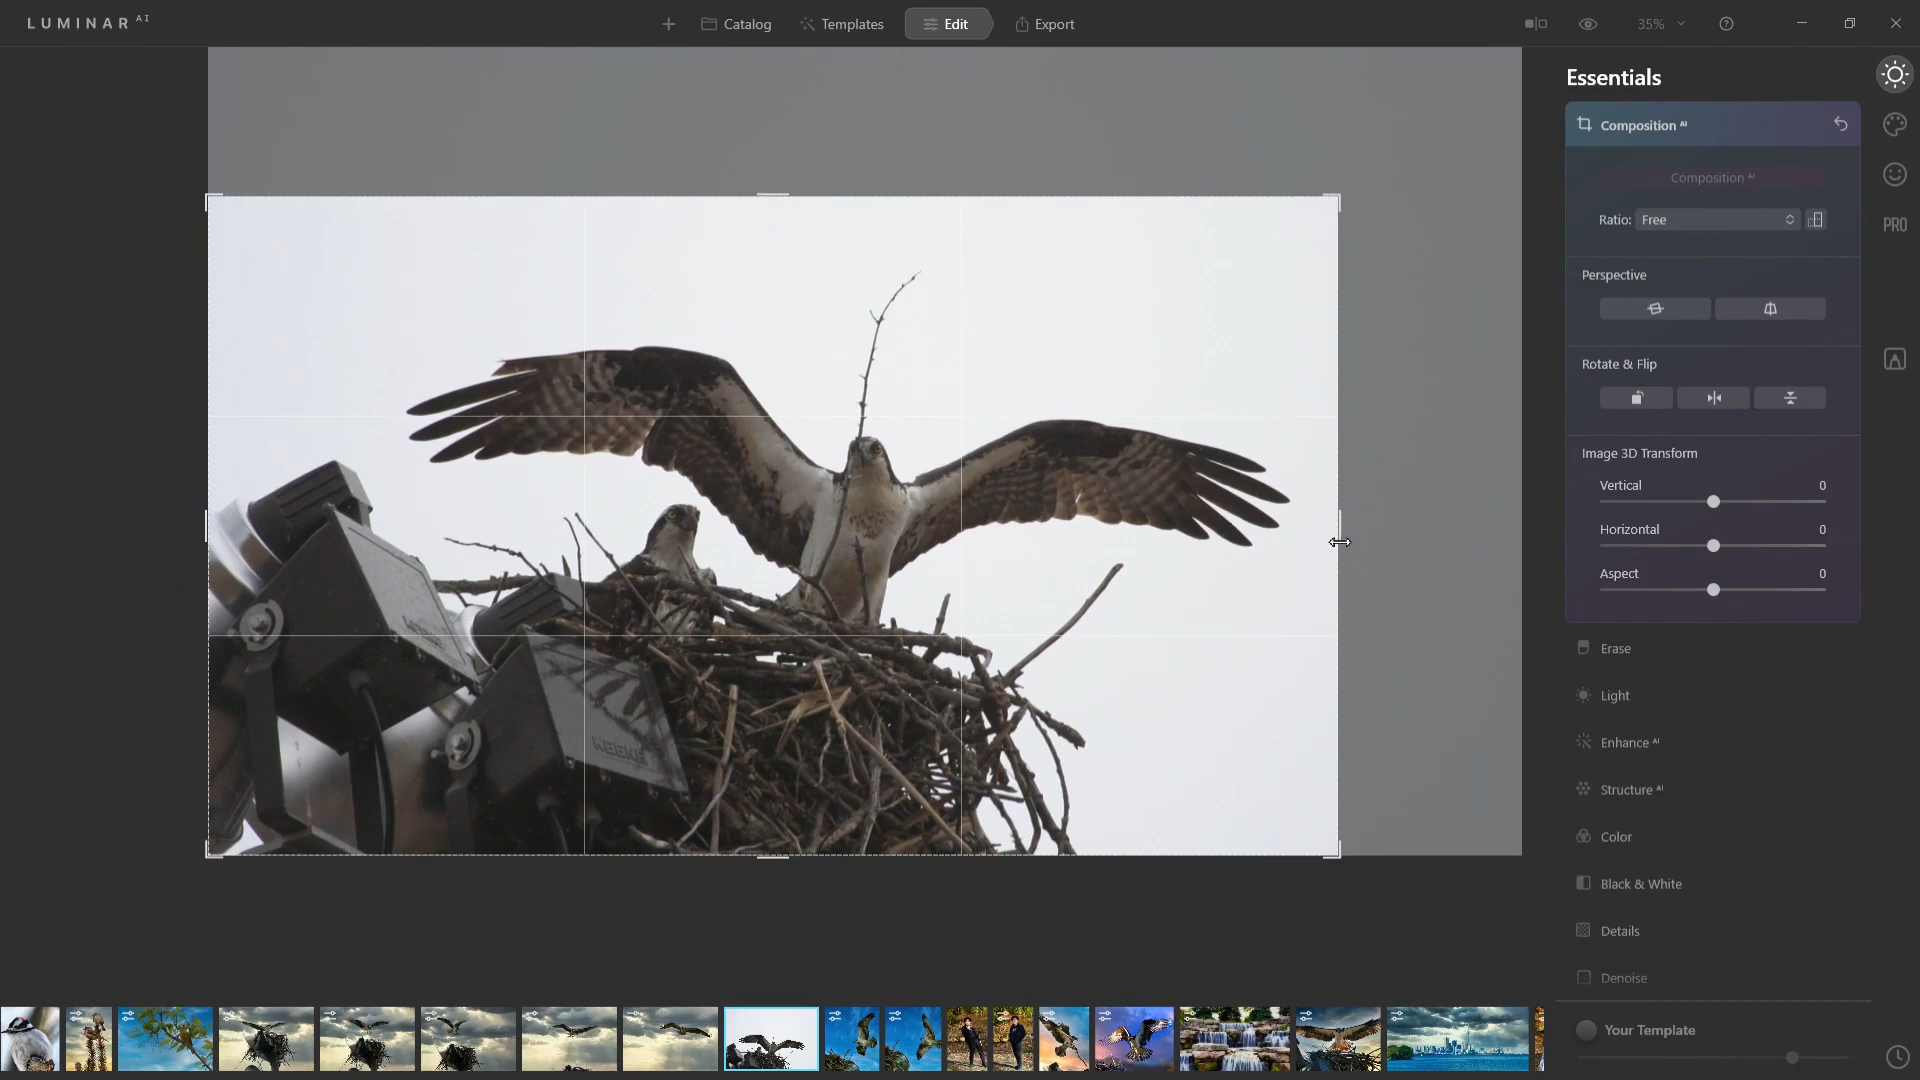 LUMINAR AI
Catalog
Templates
Edit
Export
35%
Essentials
Composition AI
Composition AI
Ratio: Free
Perspective
Rotate & Flip
Image 3D Transform
Vertical 0
Horizontal 0
Aspect 0
Erase
Light
Enhance AI
Structure AI
Color
Black & White
Details
Denoise
Your Template
PRO
KEENE